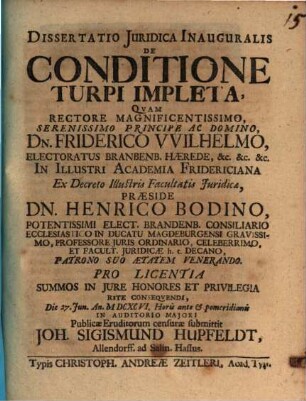 DISSERTATIO JURIDICA INAUGURALIS
DE
CONDITIONE
TURPI IMPLETA,
QVAM
RECTORE MAGNIFICENTISSIMO,
SERENISSIMO PRINCIPE AC DOMINO,
DN. FRIDERICO VVILHELMO,
ELECTORATUS BRANBENB. HÆREDE, &c. &c. &c.
IN ILLUSTRI ACADEMIA FRIDERICIANA
Ex Decreto Illustris Facultatis Juridicæ,
PRÆSIDE
DN. HENRICO BODINO,
POTENTISSIMI ELECT. BRANDENB. CONSILIARIO
ECCLESIASTICO IN DUCATU MAGDEBURGENSI GRAVISSI-
MO, PROFESSORE JURIS ORDINARIO, CELEBERRIMO,
ET FACULT. JURIDICÆ h. t. DECANO,
PATRONO SUO ÆTATEM VENERANDO.
PRO LICENTIA
SUMMOS IN JURE HONORES ET PRIVILEGIA
RITE CONSEQVENDI,
Die 27. Jun. An. M DCXCVI. Horis ante & pomeridianis
IN AUDITORIO MAJORI
Publicæ Eruditorum censuræ submittit
JOH. SIGISMUND HUPFELDT,
Allendorff. ad Salin. Hassus.
Typis CHRISTOPH. ANDREÆ ZEITLERI, Acad. Typ.